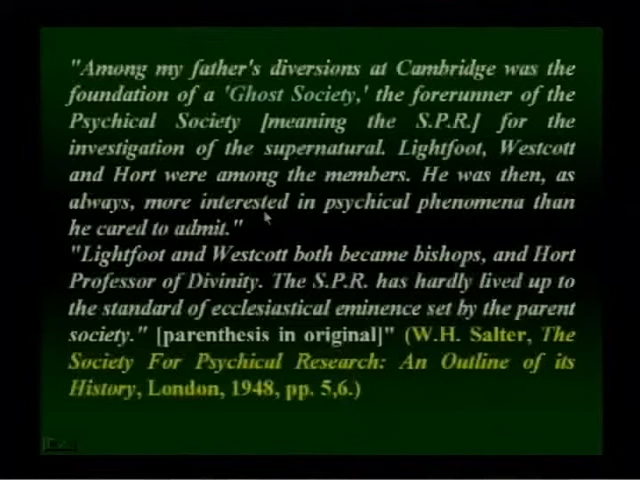 "Among my father's diversions at Cambridge was the
foundation of a 'Ghost Society,' the forerunner of the
Psychical Society [meaning the S.P.R.] for the
investigation of the supernatural. Lightfoot, Westcott
and Hort were among the members. He was then, as
always, more interested in psychical phenomena than
he cared to admit."
"Lightfoot and Westcott both became bishops, and Hort
Professor of Divinity. The S.P.R. has hardly lived up to
the standard of ecclesiastical eminence set by the parent
society." [parenthesis in original]" (W.H. Salter, The
Society For Psychical Research: An Outline of its
History, London, 1948, pp. 5,6.)